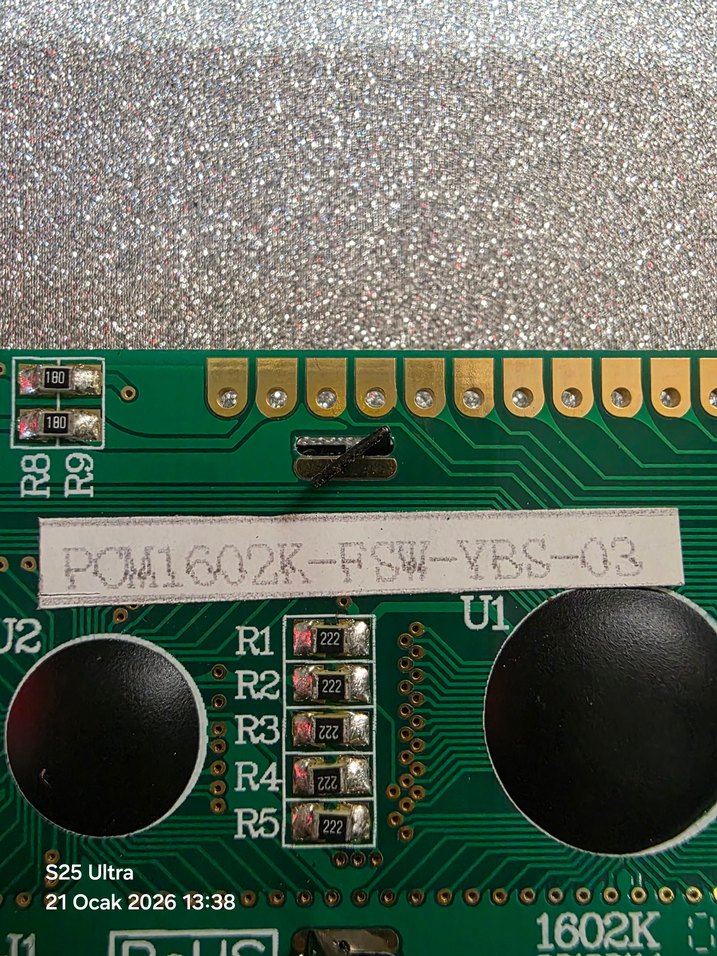 180
180
R8
R9
PCM1602K-FSW-YBS-03
U2
U1
R1 222
R2 222
R3 222
R4 222
R5 222
S25 Ultra
21 Ocak 2026 13:38
RoHS
1602K